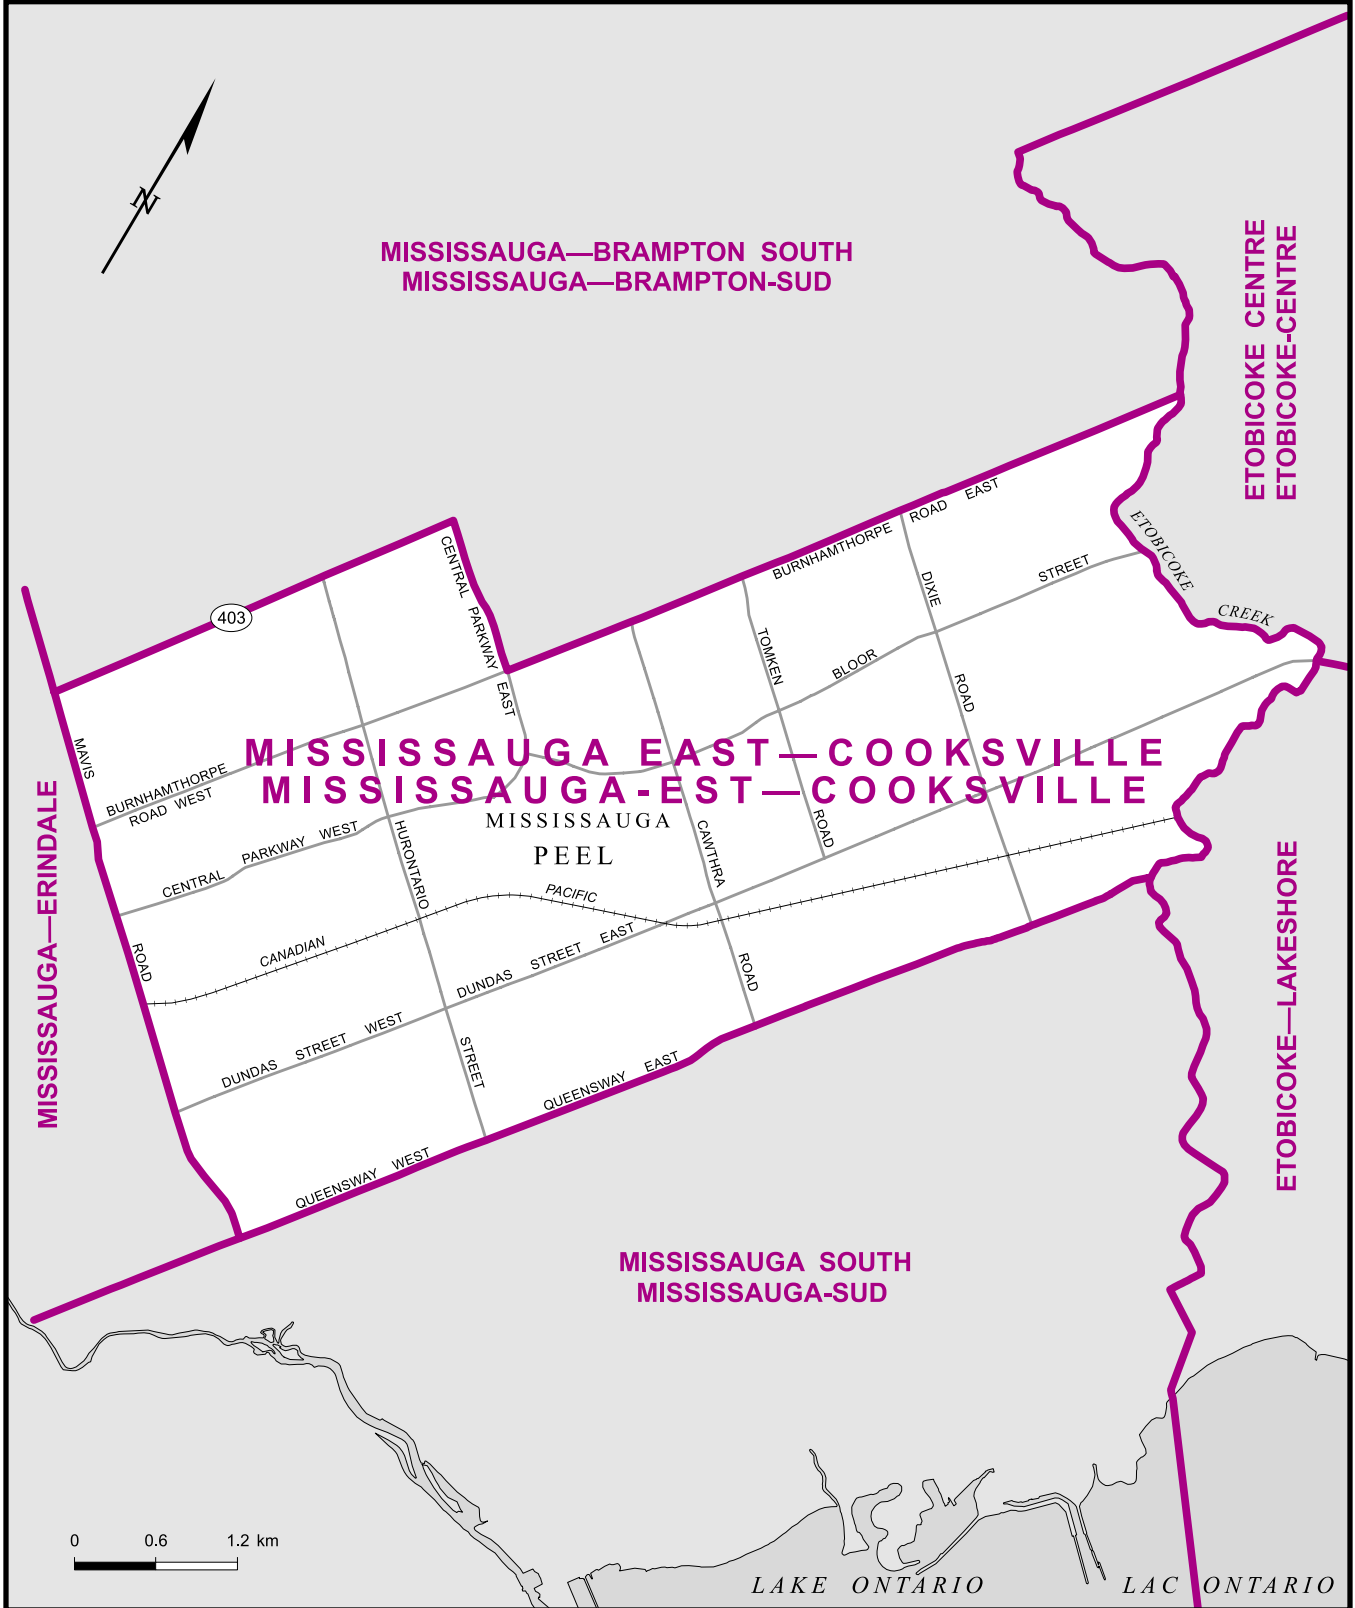 N
MISSISSAUGA—BRAMPTON SOUTH
MISSISSAUGA—BRAMPTON-SUD
ETOBICOKE CENTRE
ETOBICOKE-CENTRE
403
CENTRAL PARKWAY EAST
BURNHAMTHORPE ROAD EAST
ETOBICOKE CREEK
DIXIE ROAD
BLOOR STREET
TOMKEN ROAD
MAVIS ROAD
BURNHAMTHORPE
ROAD WEST
MISSISSAUGA EAST—COOKSVILLE
MISSISSAUGA-EST—COOKSVILLE
MISSISSAUGA
PEEL
CENTRAL PARKWAY WEST
HURONTARIO STREET
CAWTHRA ROAD
CANADIAN PACIFIC
DUNDAS STREET EAST
DUNDAS STREET WEST
QUEENSWAY EAST
QUEENSWAY WEST
MISSISSAUGA—ERINDALE
ETOBICOKE—LAKESHORE
MISSISSAUGA SOUTH
MISSISSAUGA-SUD
0 0.6 1.2 km
LAKE ONTARIO
LAC ONTARIO